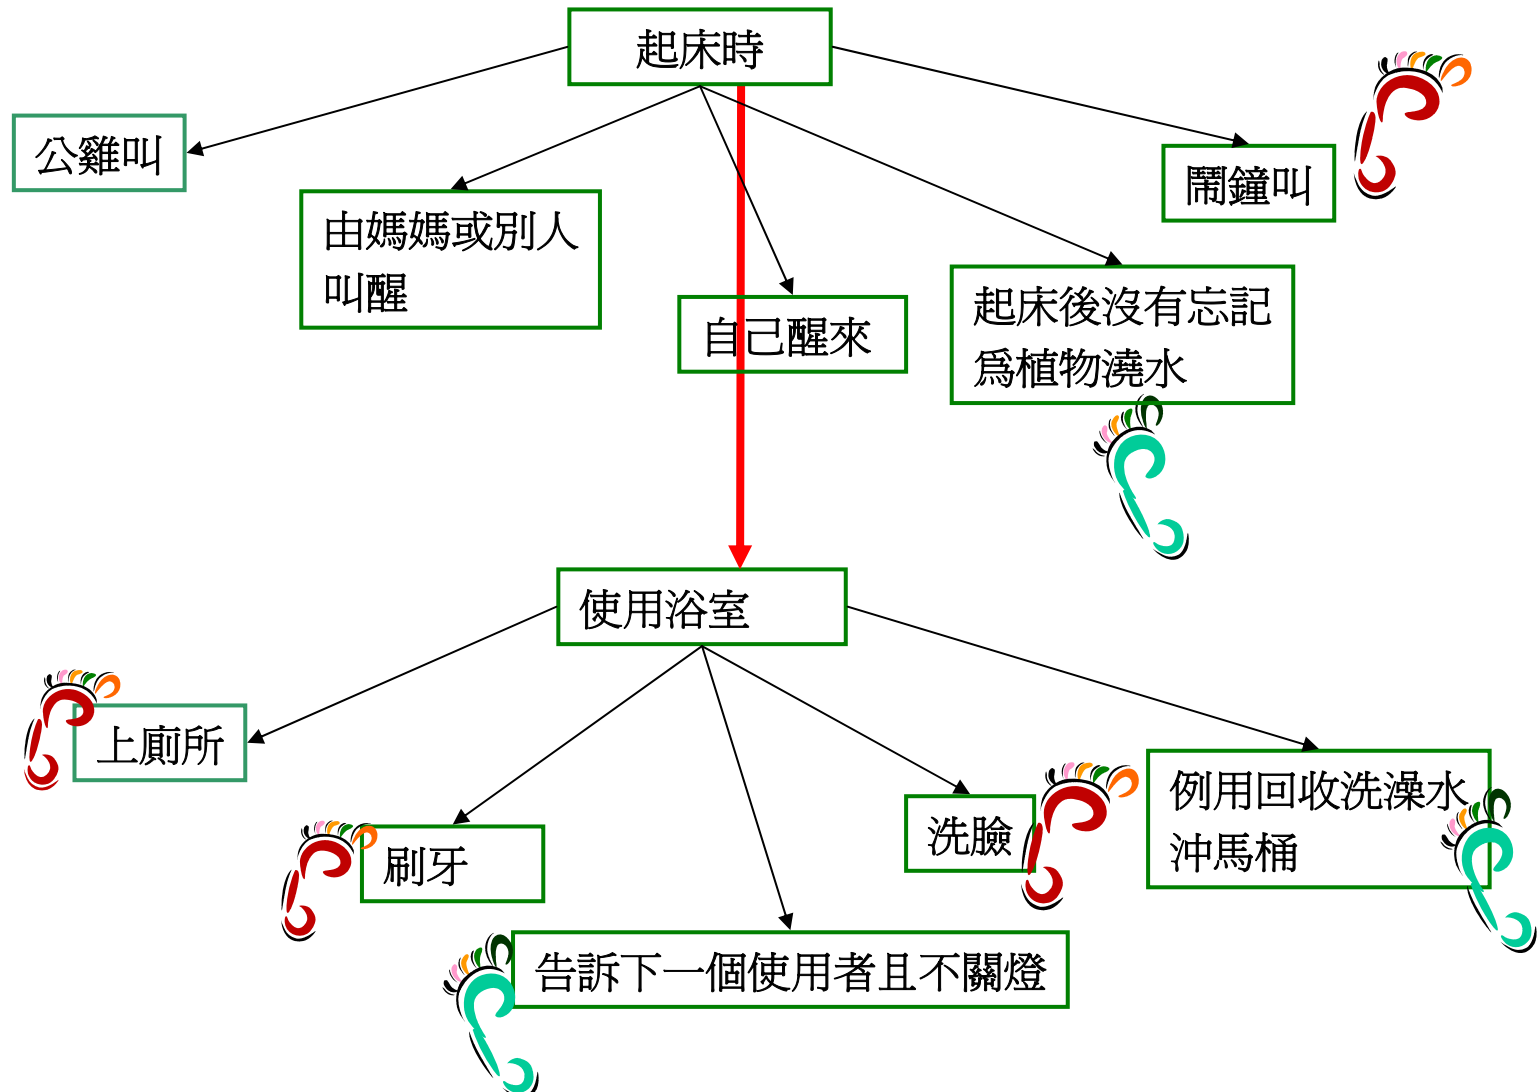 起床時
公雞叫
鬧鐘叫
由媽媽或別人
叫醒
自己醒來
起床後沒有忘記
爲植物澆水
使用浴室
上廁所
刷牙
洗臉
例用回收洗澡水
沖馬桶
告訴下一個使用者且不關燈